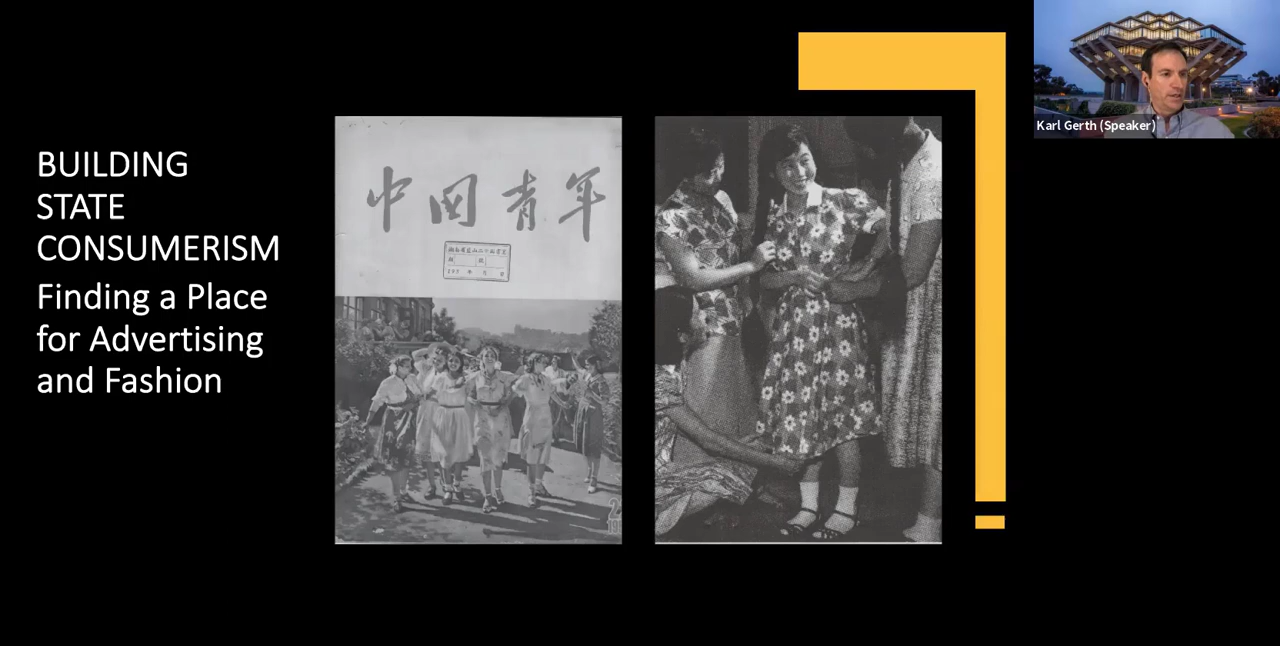 BUILDING
STATE
CONSUMERISM
Finding a Place
for Advertising
and Fashion
中国青年
Karl Gerth (Speaker)